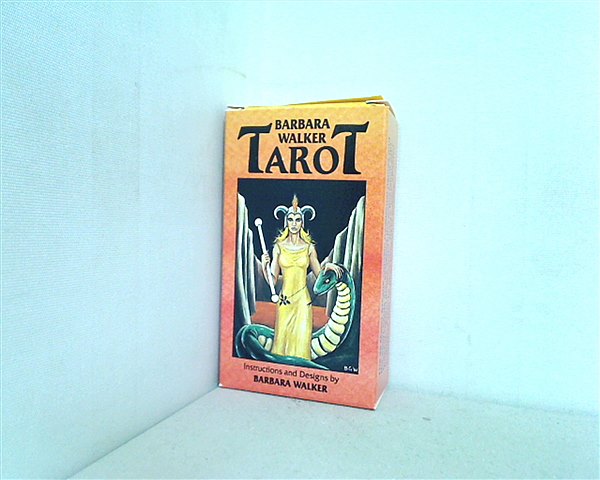 BARBARA
WALKER
TAROT
B.G.W
Instructions and Designs by
BARBARA WALKER